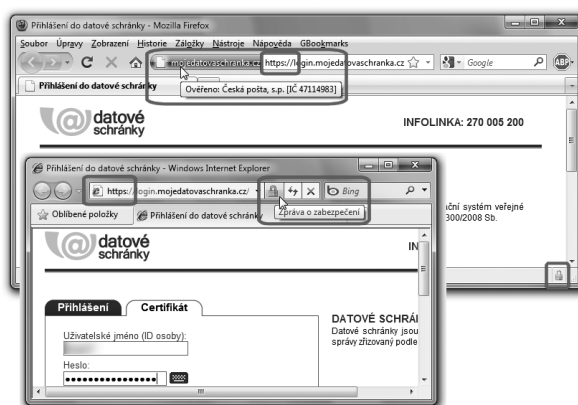 Přihlášení do datové schránky - Mozilla Firefox
Soubor Úpravy Zobrazení Historie Záložky Nástroje Nápověda GBookmarks
mojedatovaschranka.cz https://login.mojedatovaschranka.cz/ Google ABP
Přihlášení do datové schránky
Ověřeno: Česká pošta, s.p. [IČ 47114983]
@ datové
schránky
INFOLINKA: 270 005 200
Přihlášení do datové schránky - Windows Internet Explorer
https://login.mojedatovaschranka.cz/ Bing
Oblíbené položky Přihlášení do datové schránky Zpráva o zabezpečení
ační systém veřejné
300/2008 Sb.
@ datové
schránky
IN
Přihlášení Certifikát
Uživatelské jméno (ID osoby):
Heslo:
DATOVÉ SCHRÁ
Datové schránky jsou
správy zřizovaný podle